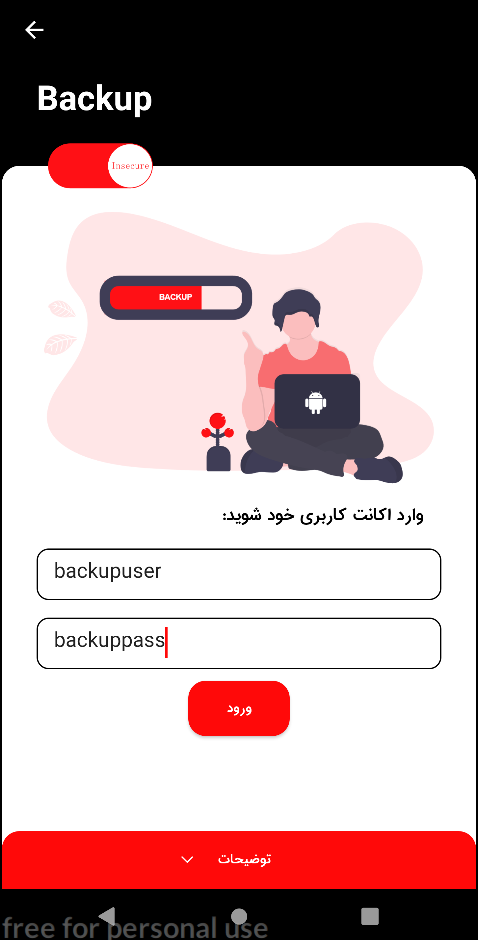 Backup
Insecure
BACKUP
وارد اکانت کاربری خود شوید:
backupuser
backuppass
ورود
توضیحات
free for personal use